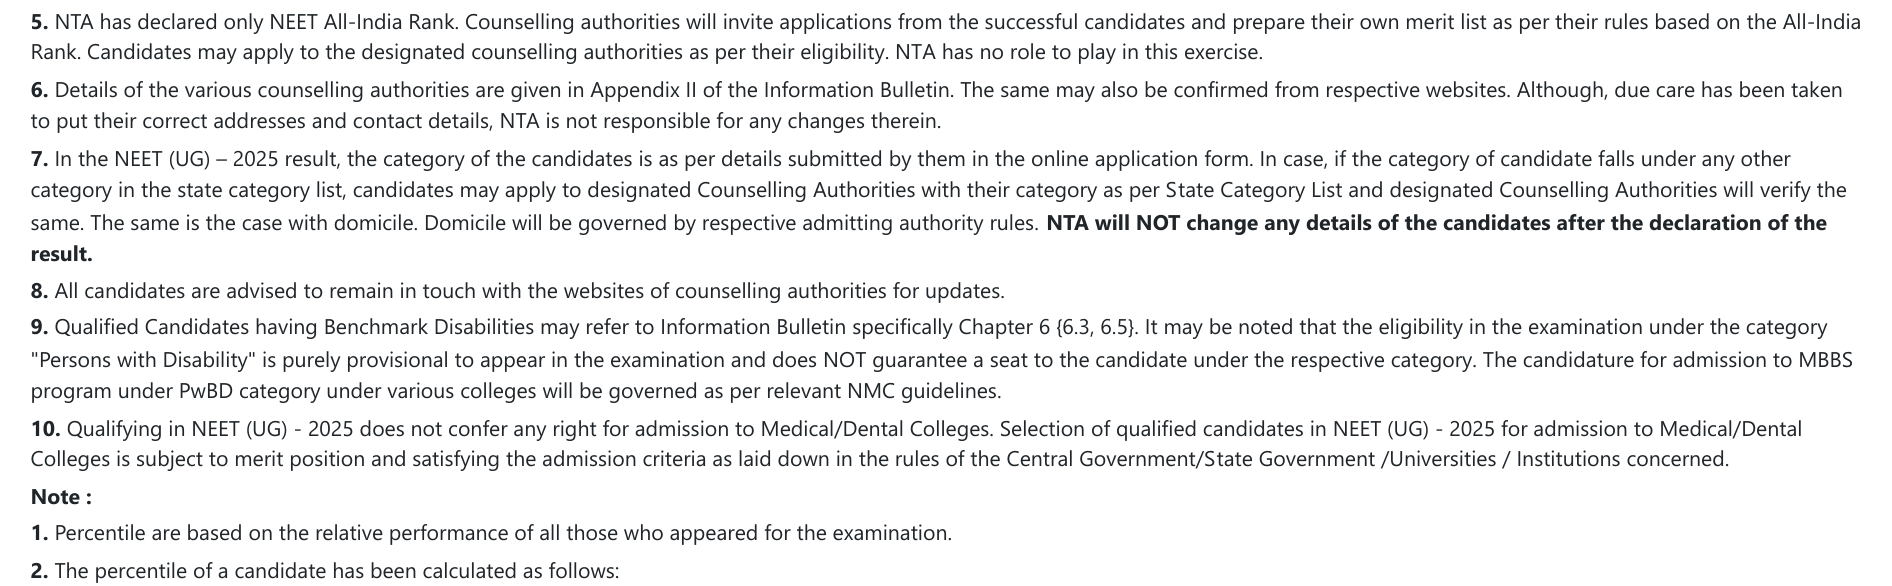 5. NTA has declared only NEET All-India Rank. Counselling authorities will invite applications from the successful candidates and prepare their own merit list as per their rules based on the All-India
Rank. Candidates may apply to the designated counselling authorities as per their eligibility. NTA has no role to play in this exercise.
6. Details of the various counselling authorities are given in Appendix II of the Information Bulletin. The same may also be confirmed from respective websites. Although, due care has been taken
to put their correct addresses and contact details, NTA is not responsible for any changes therein.
7. In the NEET (UG) – 2025 result, the category of the candidates is as per details submitted by them in the online application form. In case, if the category of candidate falls under any other
category in the state category list, candidates may apply to designated Counselling Authorities with their category as per State Category List and designated Counselling Authorities will verify the
same. The same is the case with domicile. Domicile will be governed by respective admitting authority rules. NTA will NOT change any details of the candidates after the declaration of the
result.
8. All candidates are advised to remain in touch with the websites of counselling authorities for updates.
9. Qualified Candidates having Benchmark Disabilities may refer to Information Bulletin specifically Chapter 6 {6.3, 6.5}. It may be noted that the eligibility in the examination under the category
"Persons with Disability" is purely provisional to appear in the examination and does NOT guarantee a seat to the candidate under the respective category. The candidature for admission to MBBS
program under PwBD category under various colleges will be governed as per relevant NMC guidelines.
10. Qualifying in NEET (UG) - 2025 does not confer any right for admission to Medical/Dental Colleges. Selection of qualified candidates in NEET (UG) - 2025 for admission to Medical/Dental
Colleges is subject to merit position and satisfying the admission criteria as laid down in the rules of the Central Government/State Government /Universities / Institutions concerned.
Note :
1. Percentile are based on the relative performance of all those who appeared for the examination.
2. The percentile of a candidate has been calculated as follows: